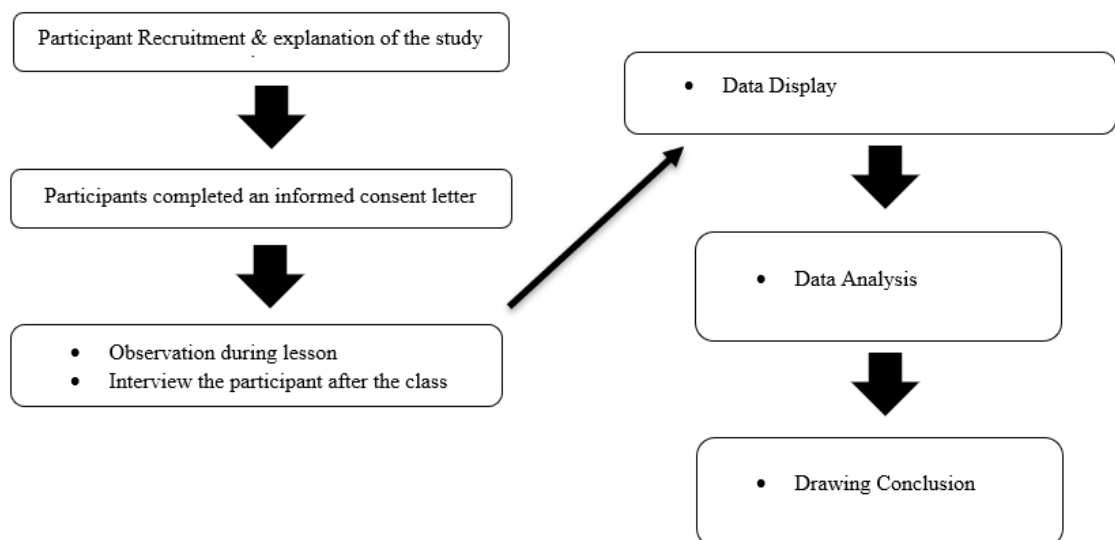 Participant Recruitment & explanation of the study
.
Participants completed an informed consent letter
• Observation during lesson
• Interview the participant after the class
• Data Display
• Data Analysis
• Drawing Conclusion